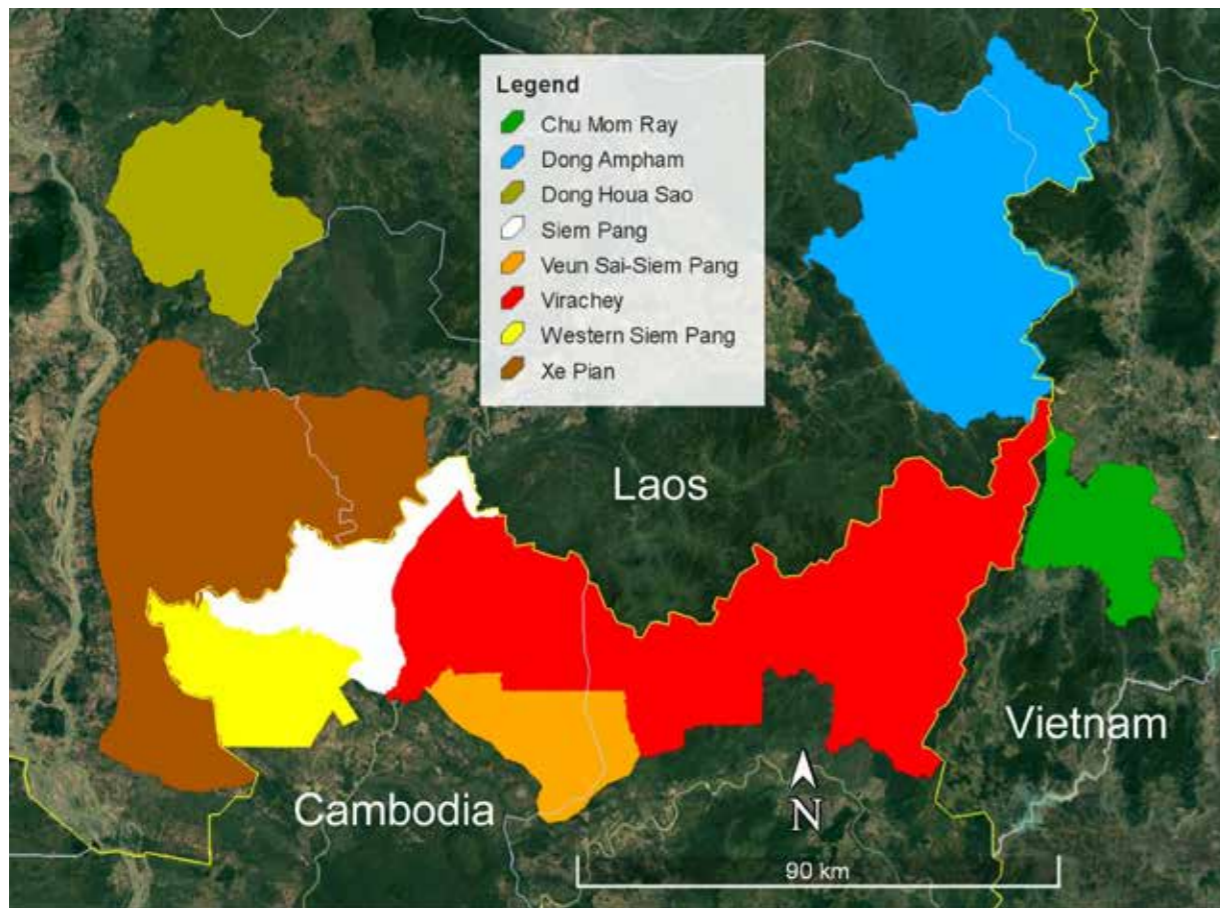 Legend
Chu Mom Ray
Dong Ampham
Dong Houa Sao
Siem Pang
Veun Sai-Siem Pang
Virachey
Western Siem Pang
Xe Pian
Laos
Vietnam
Cambodia
N
90 km